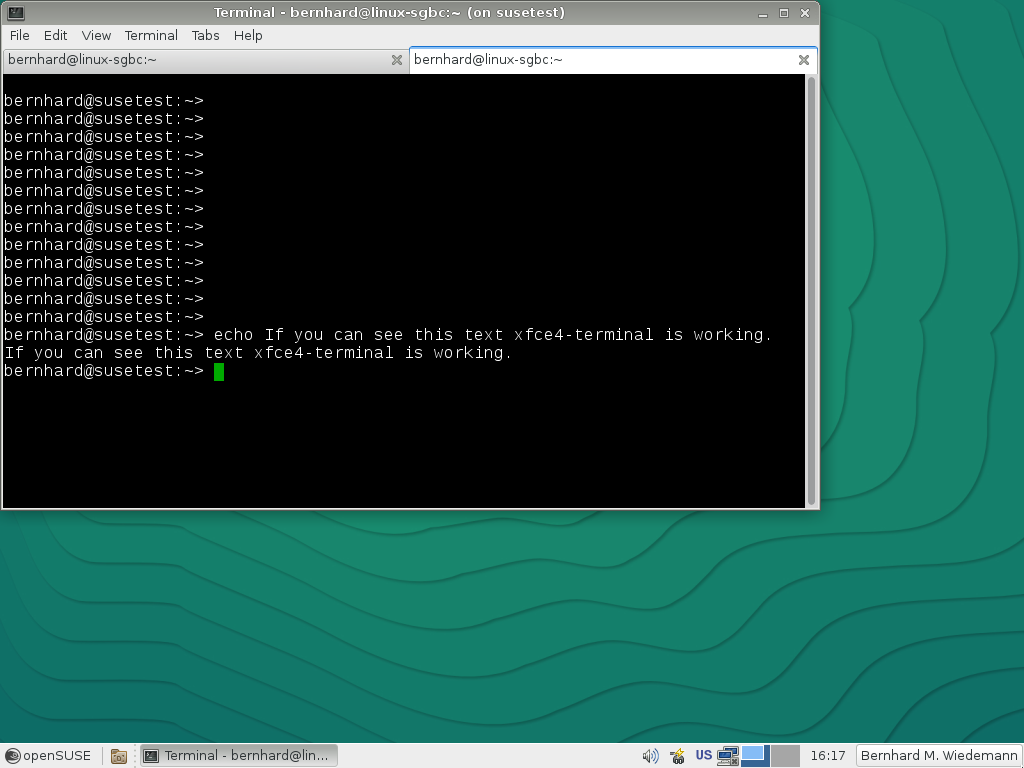 Terminal - bernhard@linux-sgbc:~ (on susetest)
File Edit View Terminal Tabs Help
bernhard@linux-sgbc:~ bernhard@linux-sgbc:~
bernhard@susetest:~>
bernhard@susetest:~>
bernhard@susetest:~>
bernhard@susetest:~>
bernhard@susetest:~>
bernhard@susetest:~>
bernhard@susetest:~>
bernhard@susetest:~>
bernhard@susetest:~>
bernhard@susetest:~>
bernhard@susetest:~>
bernhard@susetest:~>
bernhard@susetest:~>
bernhard@susetest:~> echo If you can see this text xfce4-terminal is working.
If you can see this text xfce4-terminal is working.
bernhard@susetest:~>
openSUSE Terminal - bernhard@lin... US 16:17 Bernhard M. Wiedemann